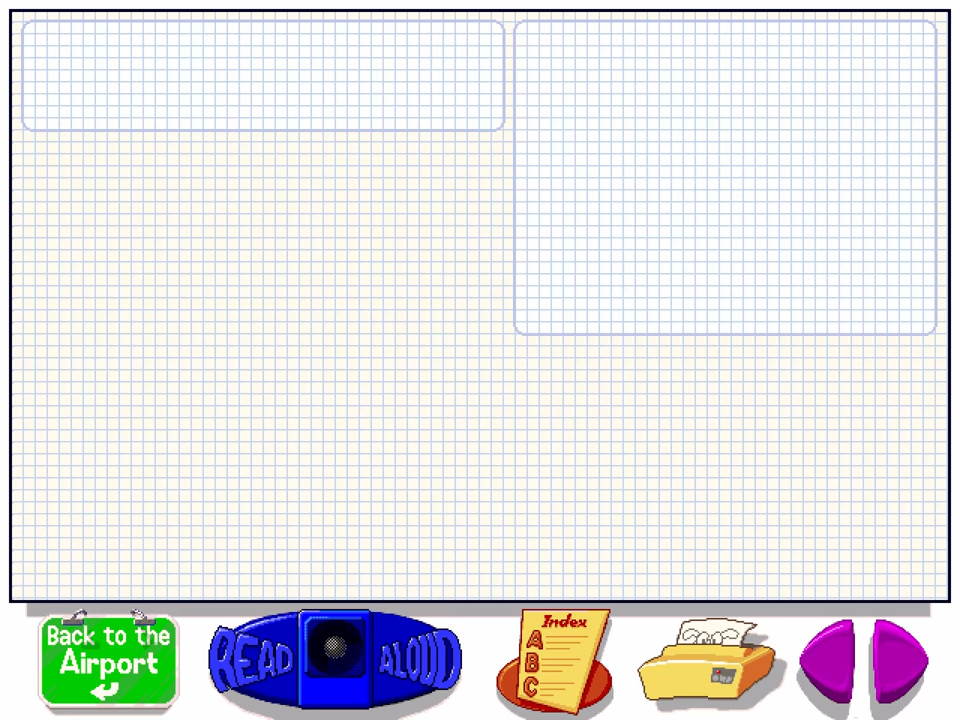 Back to the
Airport
READ ALOUD
Index
A
B
C